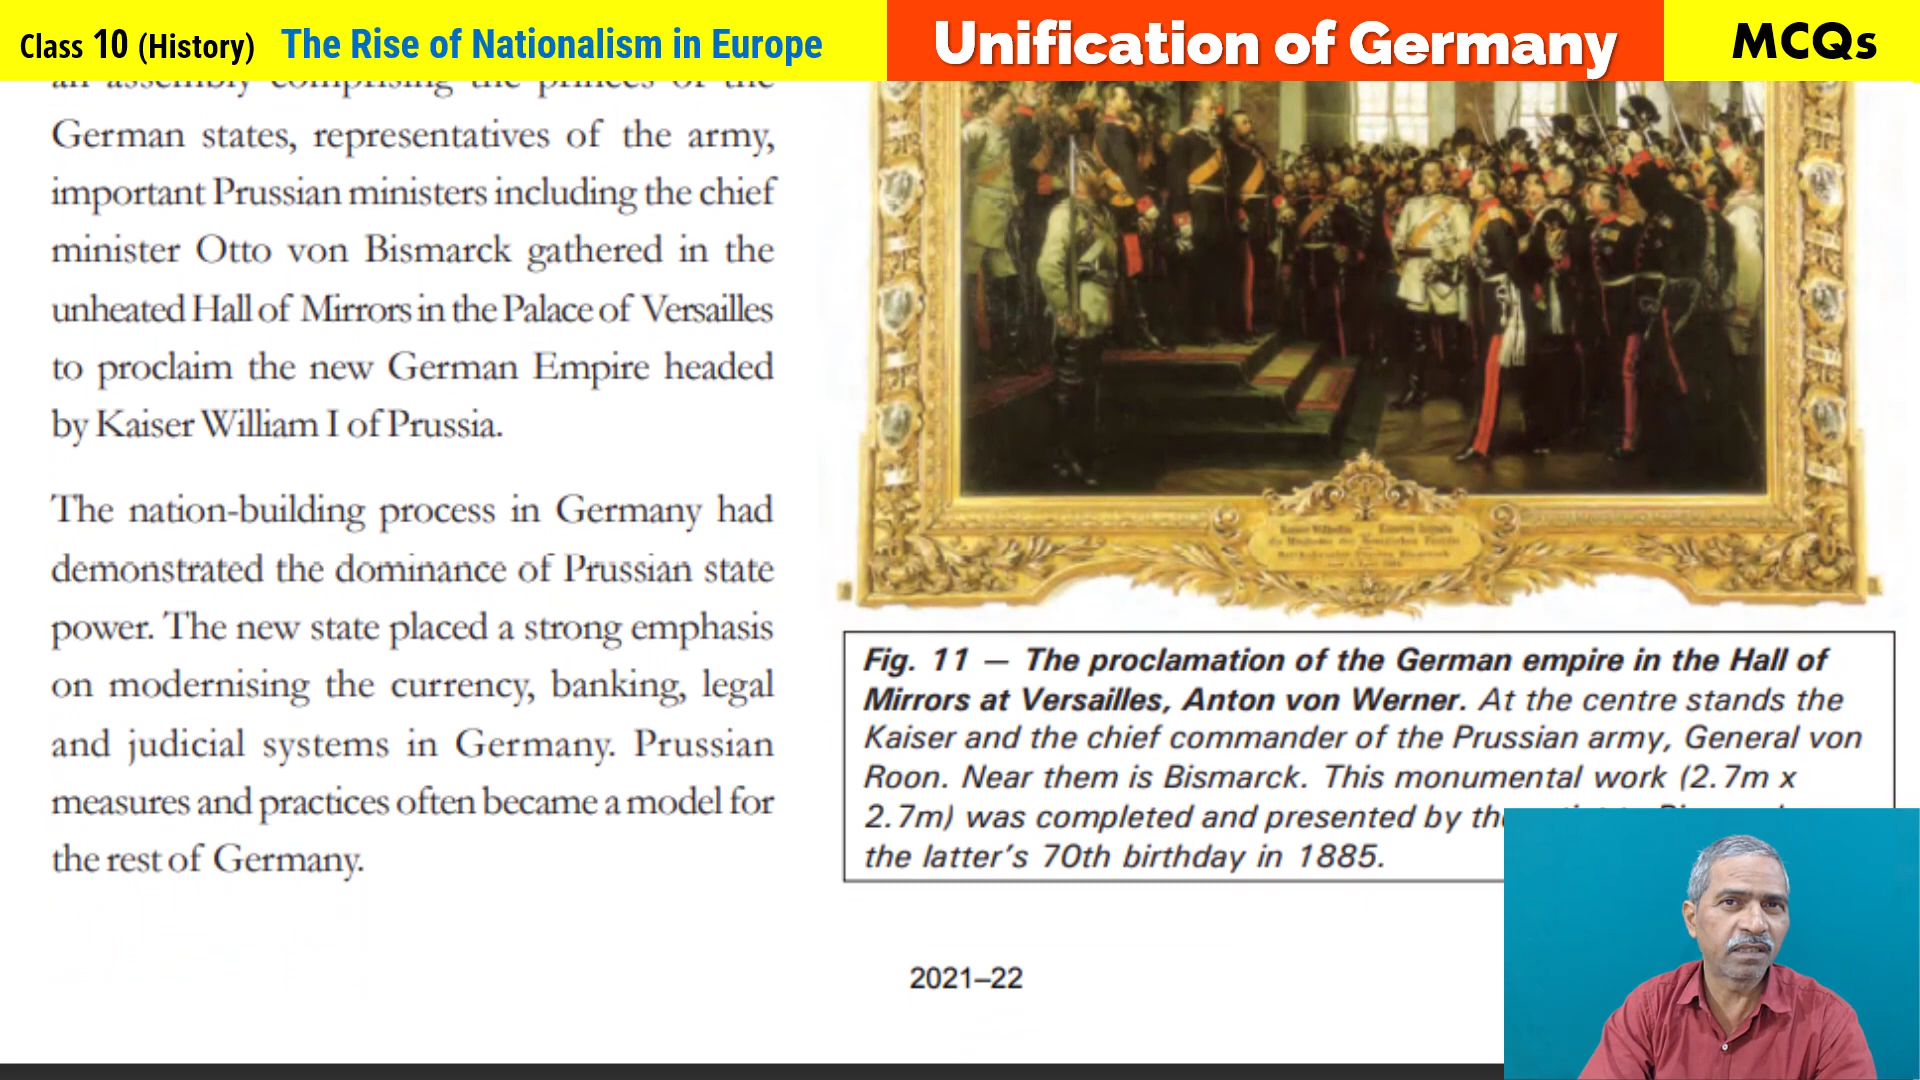 Class 10 (History) The Rise of Nationalism in Europe
Unification of Germany
MCQs
an assembly comprising the princes of the
German states, representatives of the army,
important Prussian ministers including the chief
minister Otto von Bismarck gathered in the
unheated Hall of Mirrors in the Palace of Versailles
to proclaim the new German Empire headed
by Kaiser William I of Prussia.
The nation-building process in Germany had
demonstrated the dominance of Prussian state
power. The new state placed a strong emphasis
on modernising the currency, banking, legal
and judicial systems in Germany. Prussian
measures and practices often became a model for
the rest of Germany.
Fig. 11 — The proclamation of the German empire in the Hall of
Mirrors at Versailles, Anton von Werner. At the centre stands the
Kaiser and the chief commander of the Prussian army, General von
Roon. Near them is Bismarck. This monumental work (2.7m x
2.7m) was completed and presented by the
the latter's 70th birthday in 1885.
2021–22